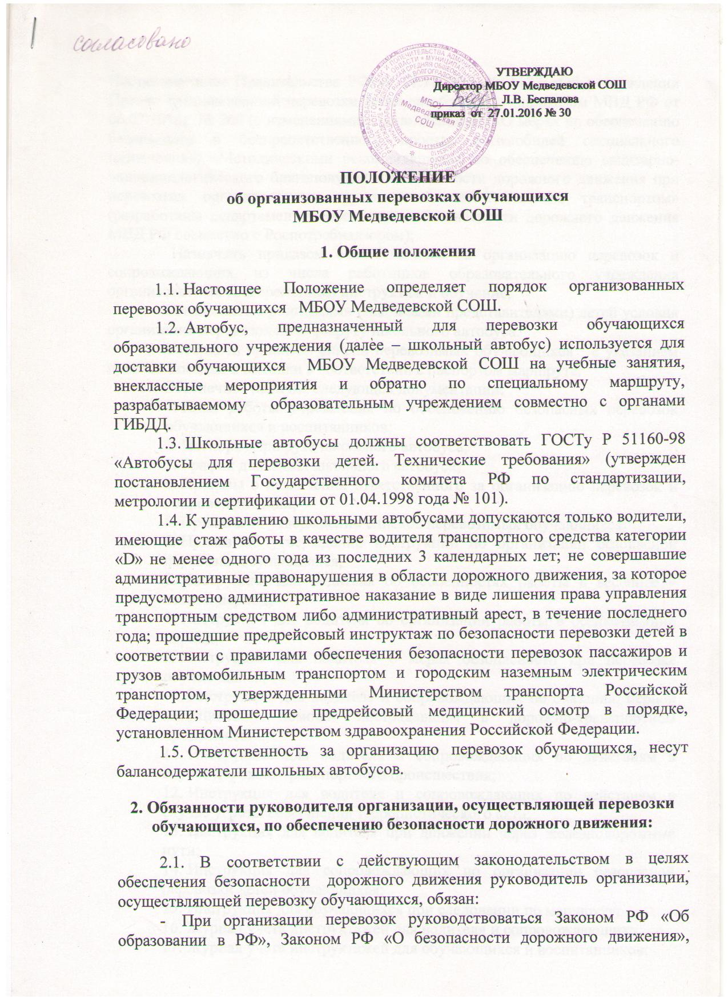 согласовано
УТВЕРЖДАЮ
Директор МБОУ Медведевской СОШ
Л.В. Беспалова
приказ от 27.01.2016 № 30
МБОУ
Медведевская
СОШ
ПОЛОЖЕНИЕ
об организованных перевозках обучающихся
МБОУ Медведевской СОШ
1. Общие положения
1.1. Настоящее Положение определяет порядок организованных
перевозок обучающихся МБОУ Медведевской СОШ.
1.2. Автобус, предназначенный для перевозки обучающихся
образовательного учреждения (далее – школьный автобус) используется для
доставки обучающихся МБОУ Медведевской СОШ на учебные занятия,
внеклассные мероприятия и обратно по специальному маршруту,
разрабатываемому образовательным учреждением совместно с органами
ГИБДД.
1.3. Школьные автобусы должны соответствовать ГОСТу Р 51160-98
«Автобусы для перевозки детей. Технические требования» (утвержден
постановлением Государственного комитета РФ по стандартизации,
метрологии и сертификации от 01.04.1998 года № 101).
1.4. К управлению школьными автобусами допускаются только водители,
имеющие стаж работы в качестве водителя транспортного средства категории
«D» не менее одного года из последних 3 календарных лет; не совершавшие
административные правонарушения в области дорожного движения, за которое
предусмотрено административное наказание в виде лишения права управления
транспортным средством либо административный арест, в течение последнего
года; прошедшие предрейсовый инструктаж по безопасности перевозки детей в
соответствии с правилами обеспечения безопасности перевозок пассажиров и
грузов автомобильным транспортом и городским наземным электрическим
транспортом, утвержденными Министерством транспорта Российской
Федерации; прошедшие предрейсовый медицинский осмотр в порядке,
установленном Министерством здравоохранения Российской Федерации.
1.5. Ответственность за организацию перевозок обучающихся, несут
балансодержатели школьных автобусов.
2. Обязанности руководителя организации, осуществляющей перевозки
обучающихся, по обеспечению безопасности дорожного движения:
2.1. В соответствии с действующим законодательством в целях
обеспечения безопасности дорожного движения руководитель организации,
осуществляющей перевозку обучающихся, обязан:
- При организации перевозок руководствоваться Законом РФ «Об
образовании в РФ», Законом РФ «О безопасности дорожного движения»,